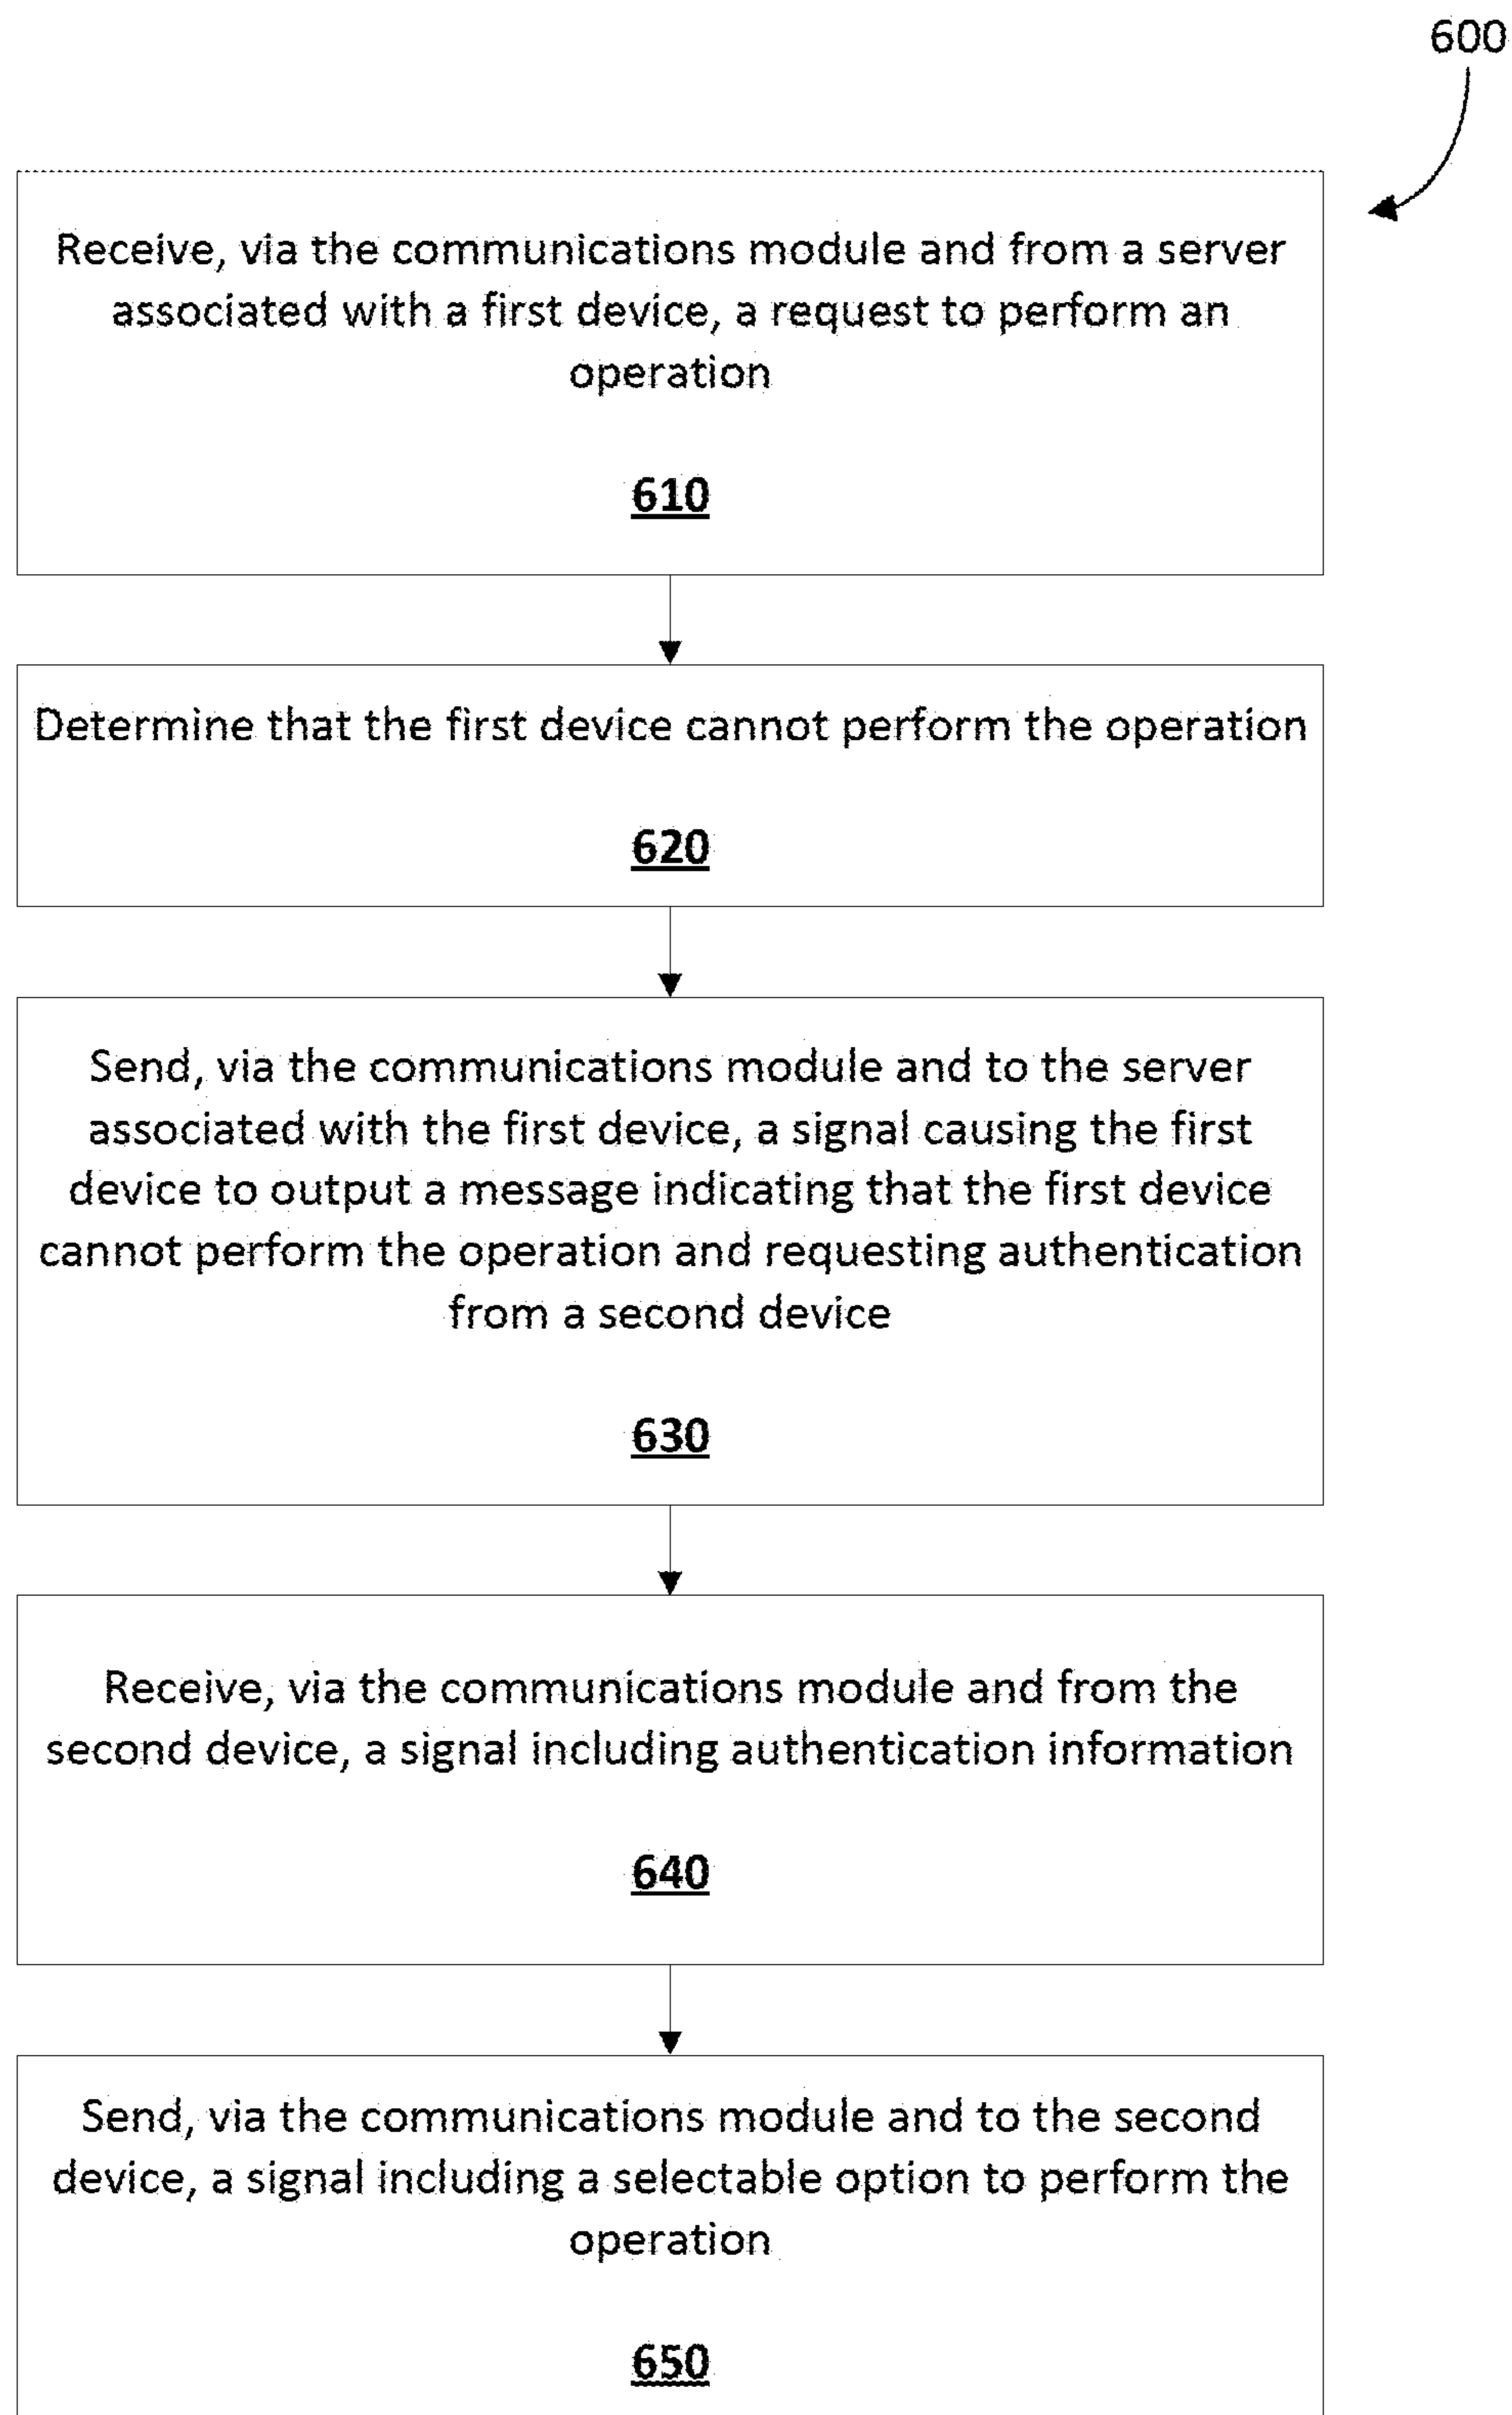 600
Receive, via the communications module and from a server
associated with a first device, a request to perform an
operation
610
Determine that the first device cannot perform the operation
620
Send, via the communications module and to the server
associated with the first device, a signal causing the first
device to output a message indicating that the first device
cannot perform the operation and requesting authentication
from a second device
630
Receive, via the communications module and from the
second device, a signal including authentication information
640
Send, via the communications module and to the second
device, a signal including a selectable option to perform the
operation
650